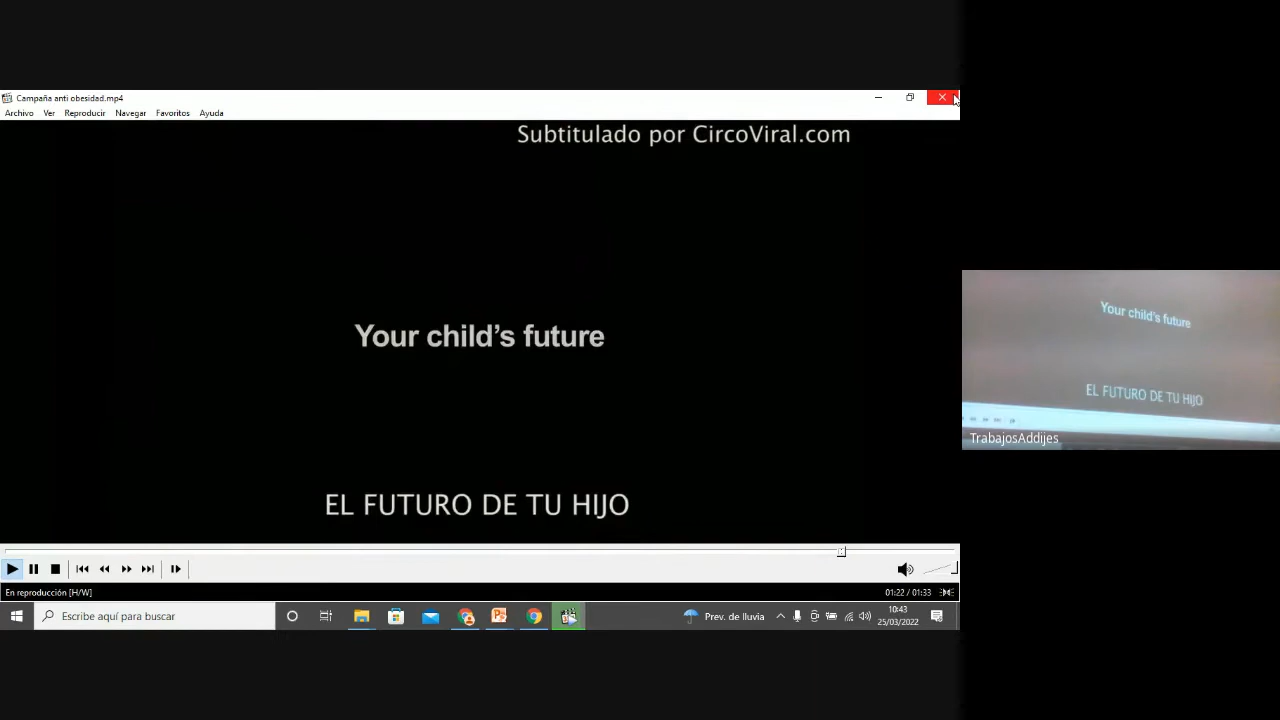 Campaña anti obesidad.mp4
Archivo Ver Reproducir Navegar Favoritos Ayuda
Subtitulado por CircoViral.com
Your child's future
EL FUTURO DE TU HIJO
En reproducción [H/W]
01:22 / 01:33
Escribe aquí para buscar
Prev. de lluvia
10:43
25/03/2022
Your child's future
EL FUTURO DE TU HIJO
TrabajosAddijes